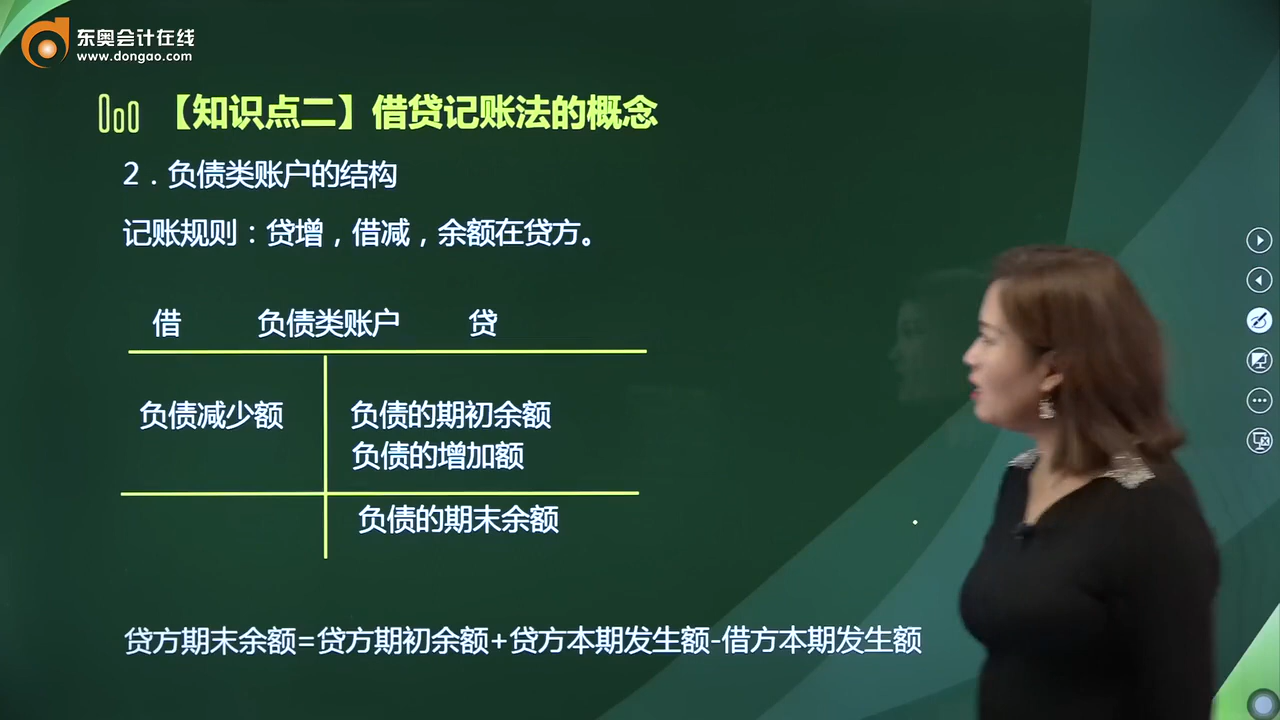 东奥会计在线
www.dongao.com
【知识点二】借贷记账法的概念
2．负债类账户的结构
记账规则：贷增，借减，余额在贷方。
借 负债类账户 贷
负债减少额 负债的期初余额
负债的增加额
负债的期末余额
贷方期末余额=贷方期初余额+贷方本期发生额-借方本期发生额